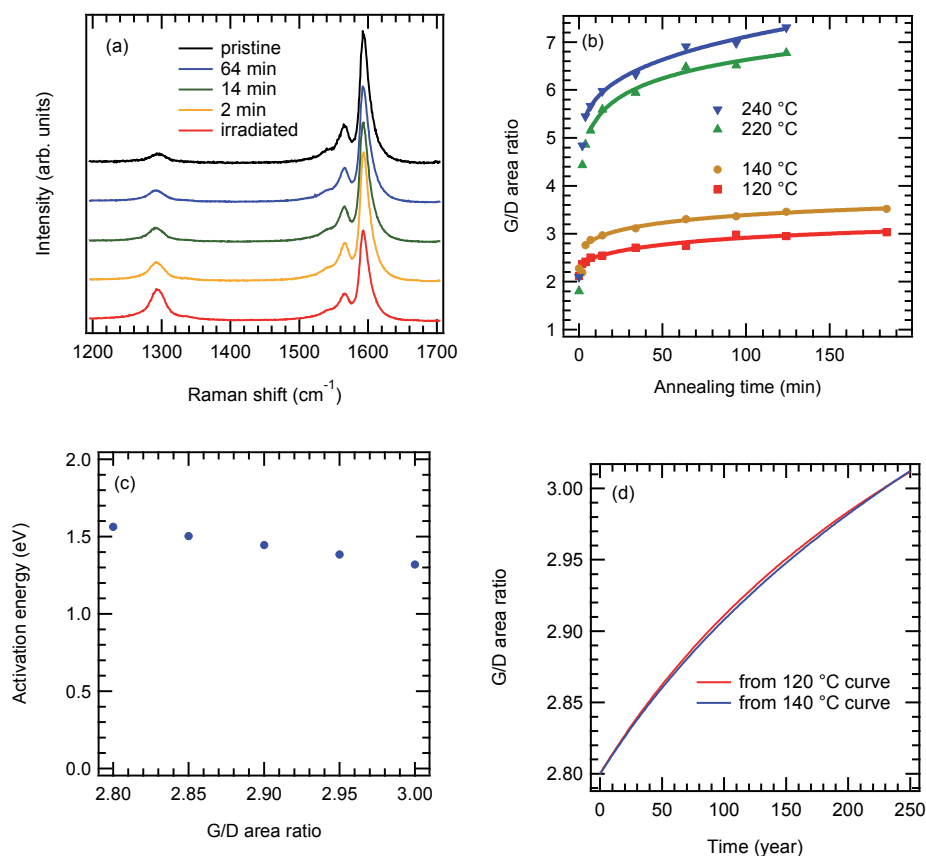 (a)
pristine
64 min
14 min
2 min
irradiated
Intensity (arb. units)
1200 1300 1400 1500 1600 1700
Raman shift (cm⁻¹)
(b)
7
6
5
4
3
2
1
240 °C
220 °C
140 °C
120 °C
G/D area ratio
0 50 100 150
Annealing time (min)
(c)
2.0
1.5
1.0
0.5
0.0
Activation energy (eV)
2.80 2.85 2.90 2.95 3.00
G/D area ratio
(d)
3.00
2.95
2.90
2.85
2.80
G/D area ratio
from 120 °C curve
from 140 °C curve
0 50 100 150 200 250
Time (year)